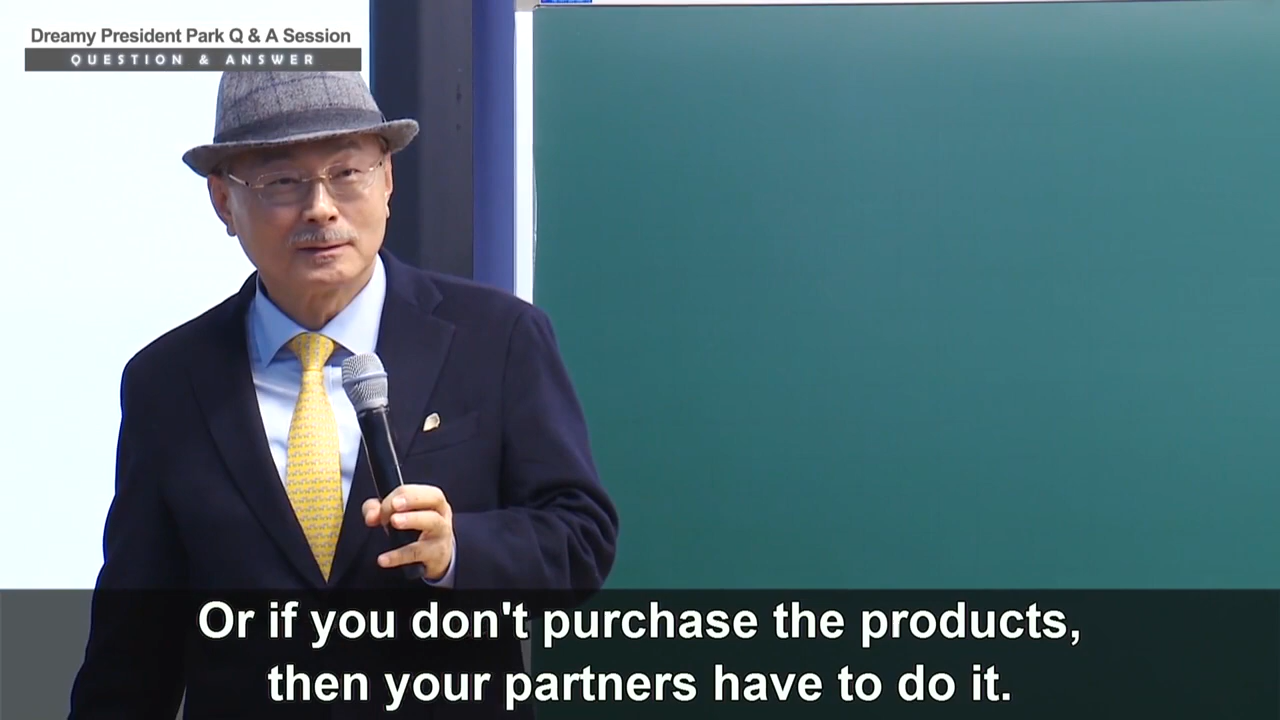 Dreamy President Park Q & A Session
QUESTION & ANSWER
Or if you don't purchase the products,
then your partners have to do it.